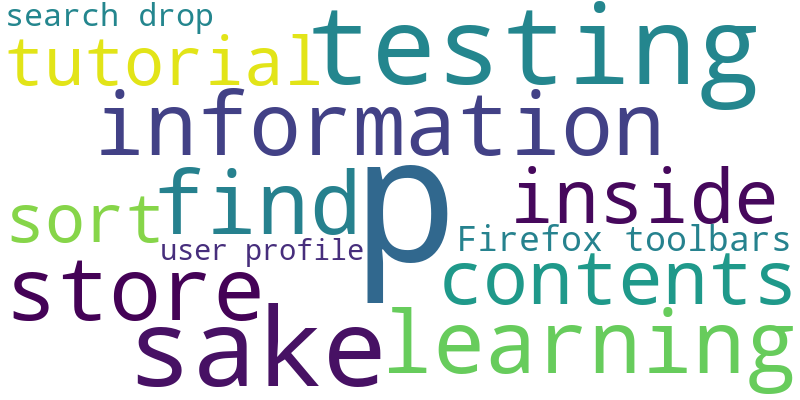 search drop
testing
tutorial
information
find
p
inside
sort
Firefox toolbars
user profile
contents
store
sake
learning